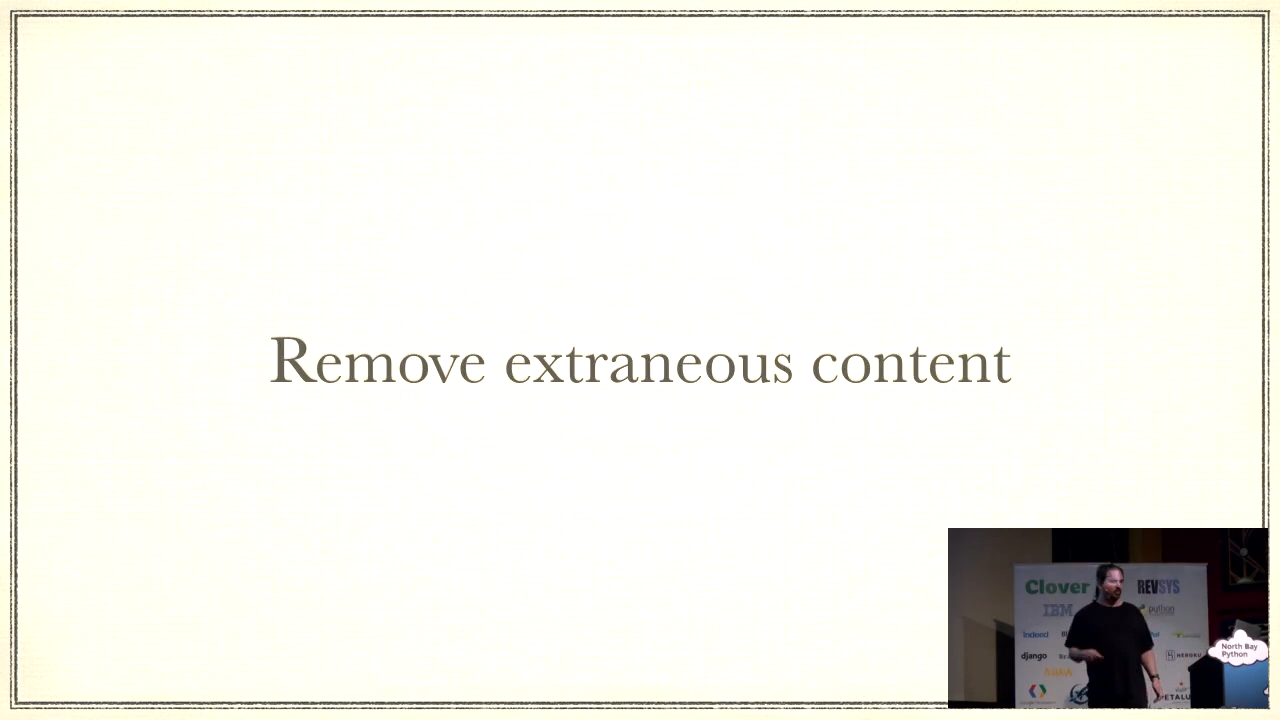 Remove extraneous content
Clover
REVSYS
IBM
python
indeed
django
HEROKU
North Bay
Python